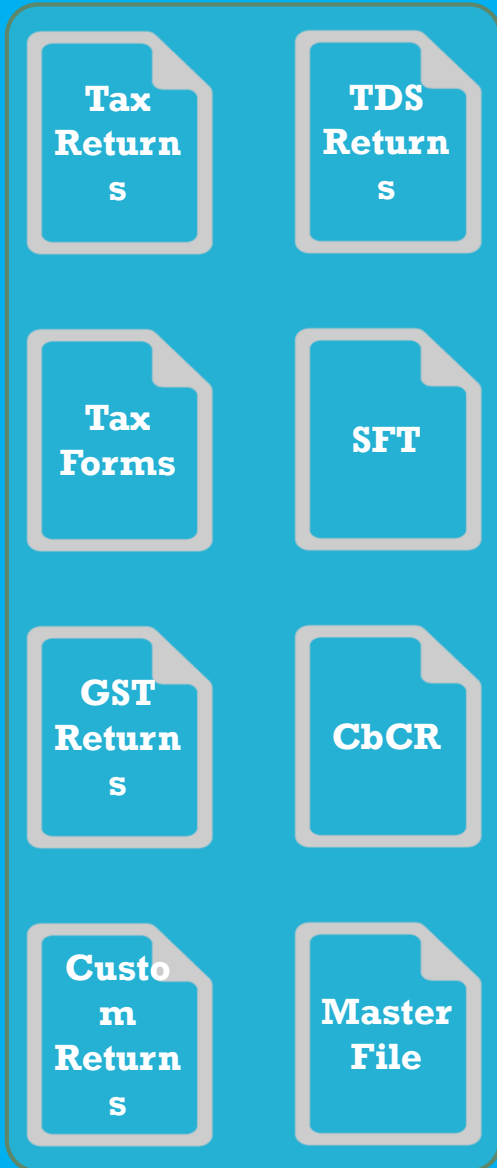 Tax
Return
s
TDS
Return
s
Tax
Forms
SFT
GST
Return
s
CbCR
Custo
m
Return
s
Master
File